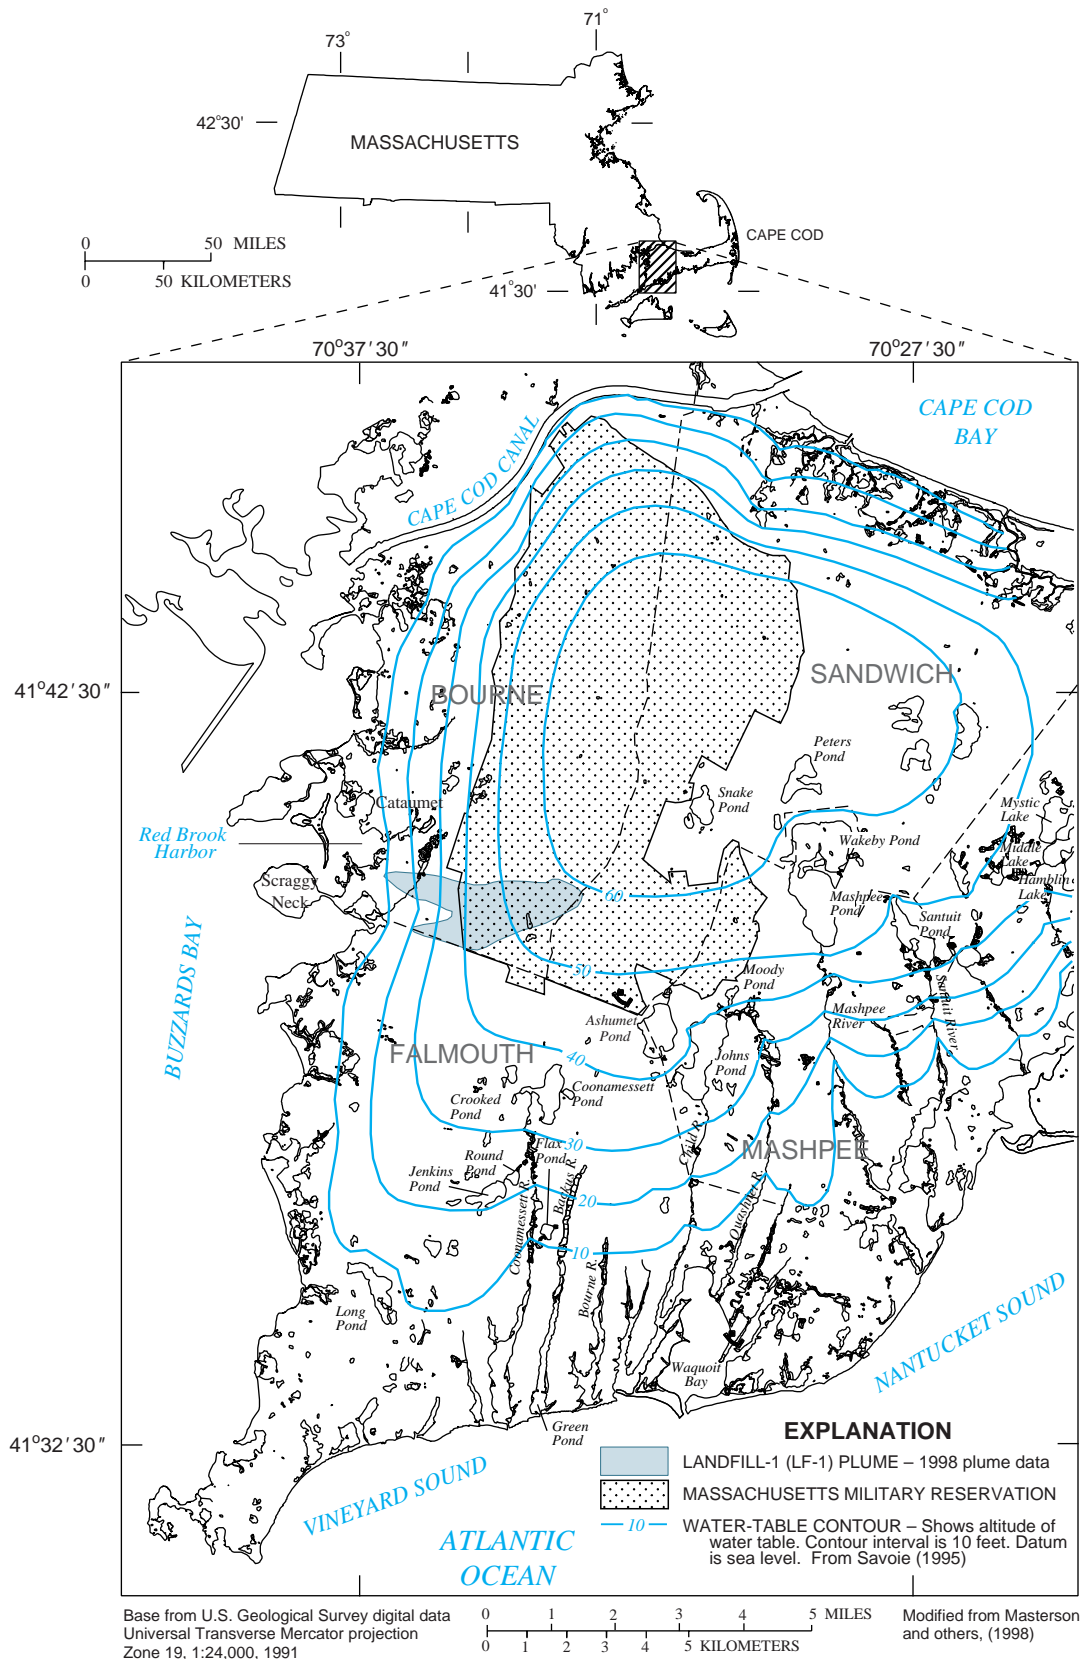 71°
73°
42°30'
MASSACHUSETTS
0 50 MILES
0 50 KILOMETERS
CAPE COD
41°30'
70°37'30"
70°27'30"
CAPE COD
BAY
CAPE COD CANAL
SANDWICH
41°42'30"
BOURNE
Peters
Pond
Snake
Pond
Mystic
Lake
Cataumet
Red Brook
Harbor
Wakeby Pond
Middle
Lake
Scraggy
Neck
Hamblin
Lake
60
Mashpee
Pond
Santuit
Pond
BUZZARDS BAY
50
Moody
Pond
Santuit River
Mashpee
River
Ashumet
Pond
FALMOUTH
40
Johns
Pond
Coonamessett
Pond
Crooked
Pond
30
Flax
Pond
Child R.
MASHPEE
Round
Pond
Jenkins
Pond
Backus R.
Coonamessett R.
20
Quashnet R.
10
Bourne R.
Long
Pond
NANTUCKET SOUND
Waquoit
Bay
Green
Pond
41°32'30"
VINEYARD SOUND
ATLANTIC
OCEAN
EXPLANATION
LANDFILL-1 (LF-1) PLUME – 1998 plume data
MASSACHUSETTS MILITARY RESERVATION
10 WATER-TABLE CONTOUR – Shows altitude of
water table. Contour interval is 10 feet. Datum
is sea level. From Savoie (1995)
Base from U.S. Geological Survey digital data
Universal Transverse Mercator projection
Zone 19, 1:24,000, 1991
0 1 2 3 4 5 MILES
0 1 2 3 4 5 KILOMETERS
Modified from Masterson
and others, (1998)